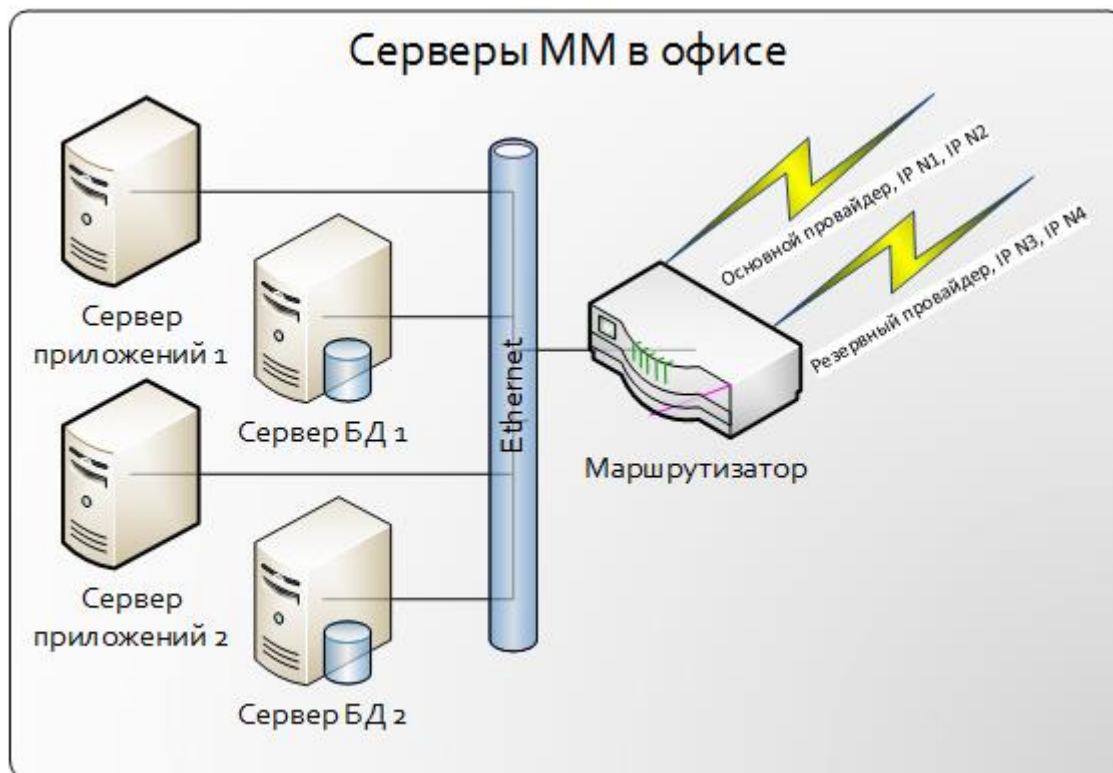 Серверы ММ в офисе
Основной провайдер, IP N1, IP N2
Резервный провайдер, IP N3, IP N4
Сервер
приложений 1
Сервер БД 1
Ethernet
Маршрутизатор
Сервер
приложений 2
Сервер БД 2